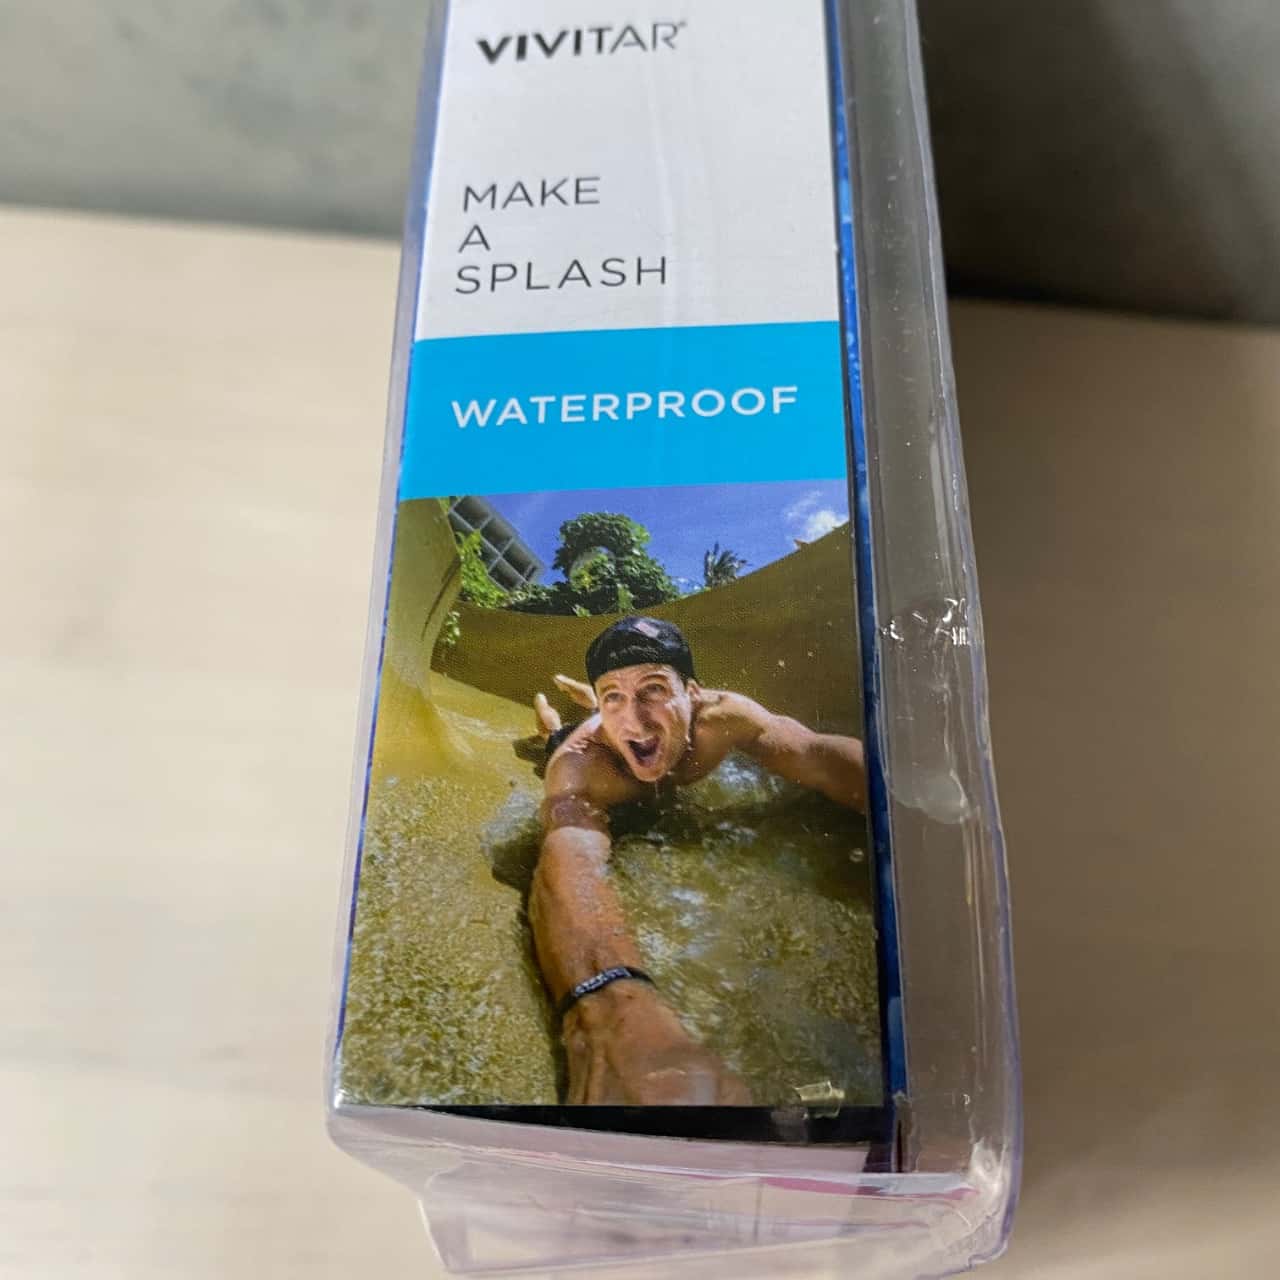 VIVITAR®
MAKE
A
SPLASH
WATERPROOF